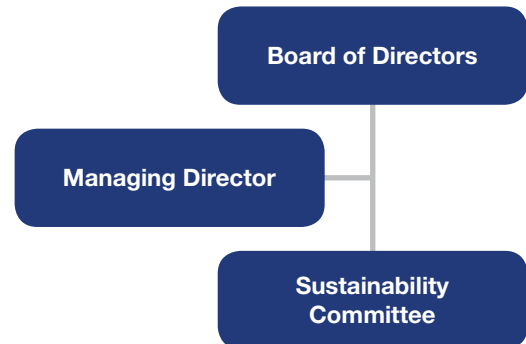 Board of Directors
Managing Director
Sustainability
Committee